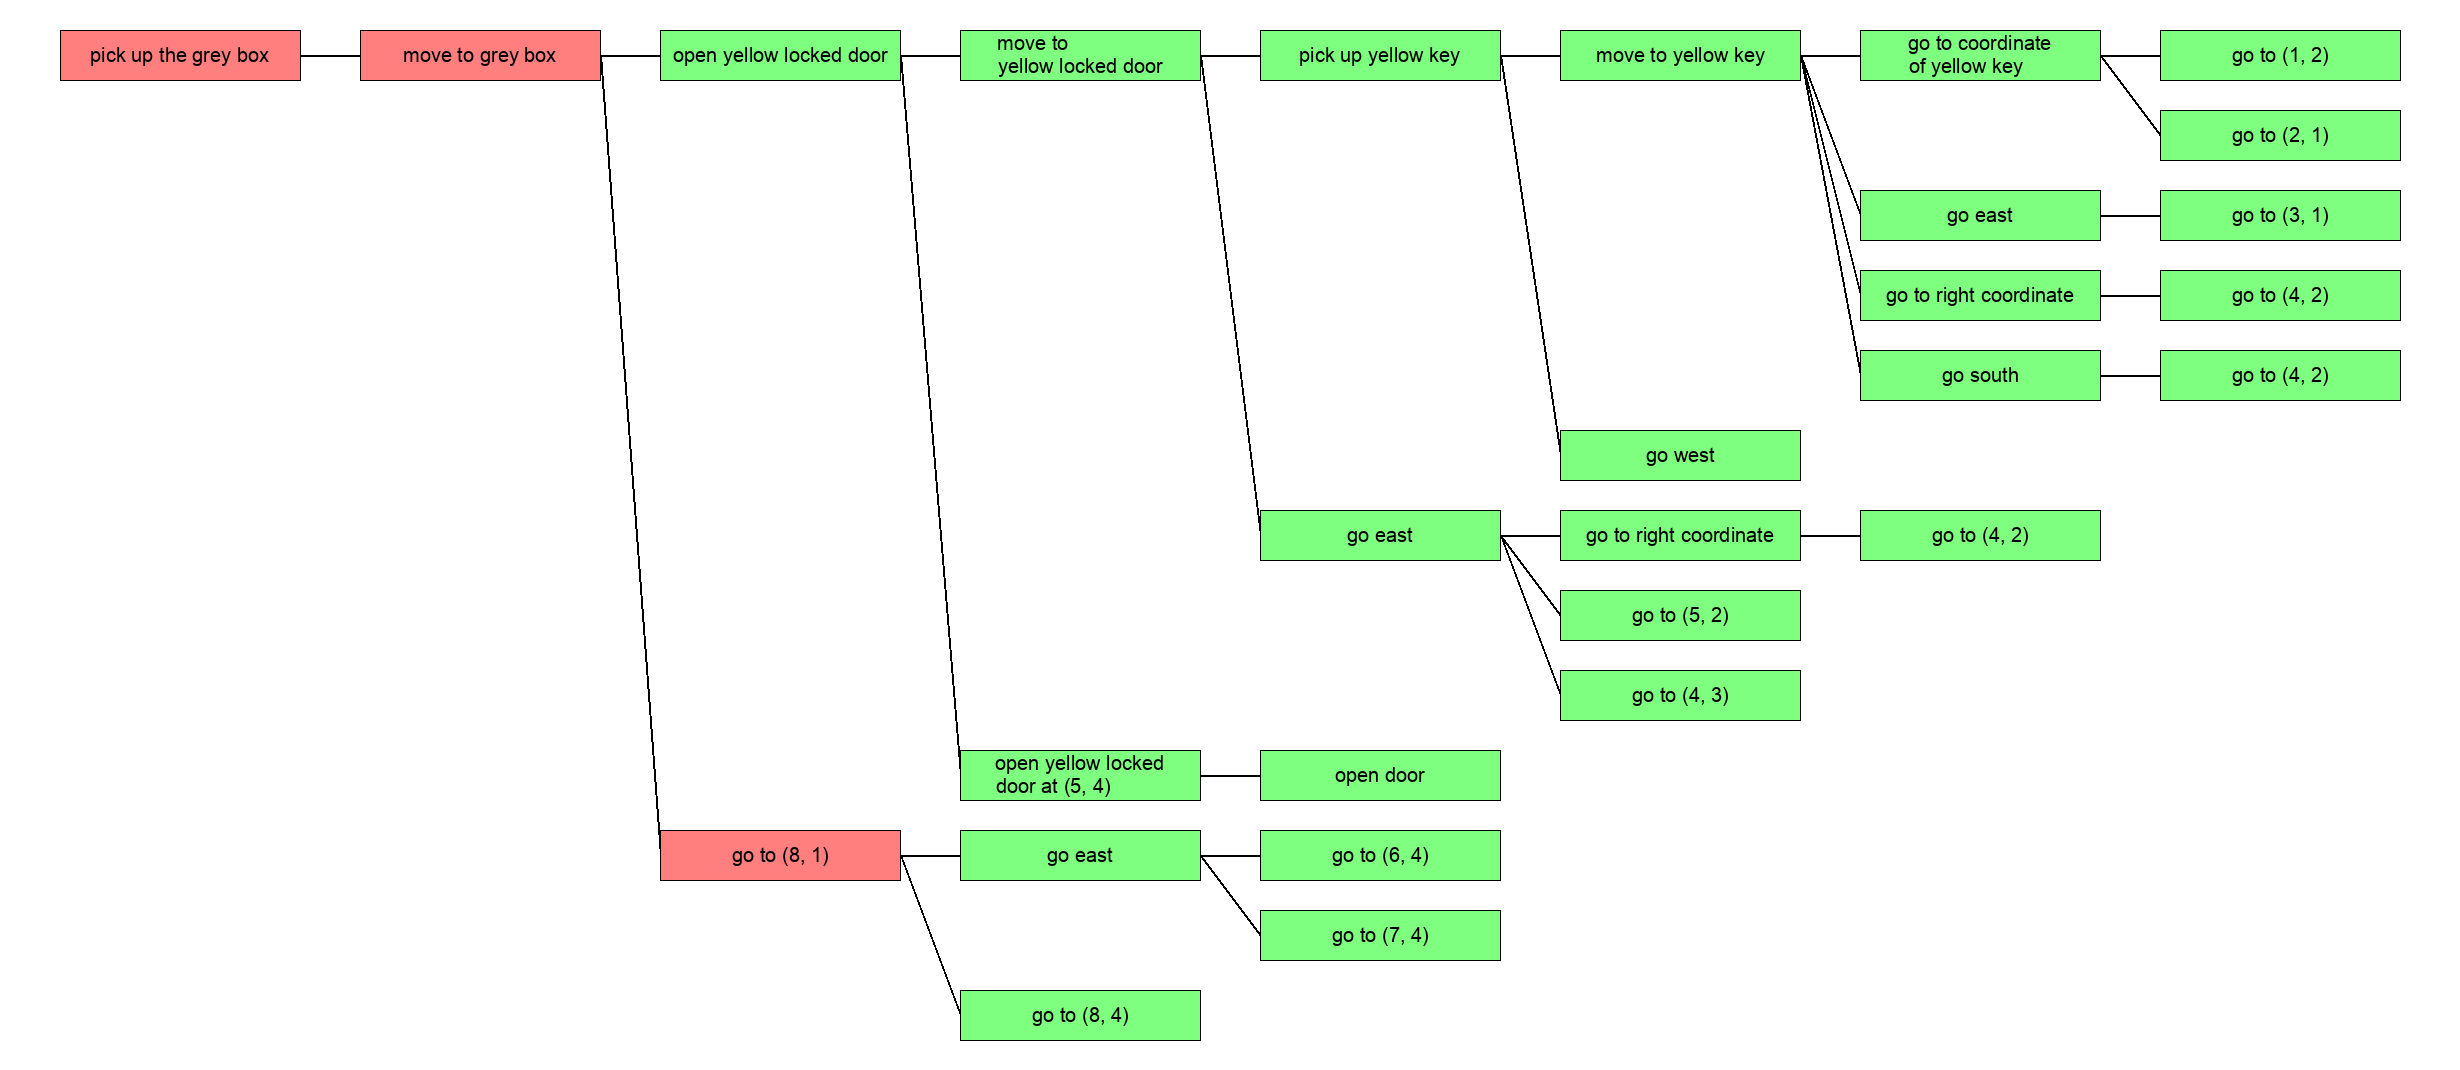 pick up the grey box
move to grey box
open yellow locked door
move to
yellow locked door
pick up yellow key
move to yellow key
go to coordinate
of yellow key
go to (1, 2)
go to (2, 1)
go east
go to (3, 1)
go to right coordinate
go to (4, 2)
go south
go to (4, 2)
go west
go east
go to right coordinate
go to (4, 2)
go to (5, 2)
go to (4, 3)
open yellow locked
door at (5, 4)
open door
go to (8, 1)
go east
go to (6, 4)
go to (7, 4)
go to (8, 4)